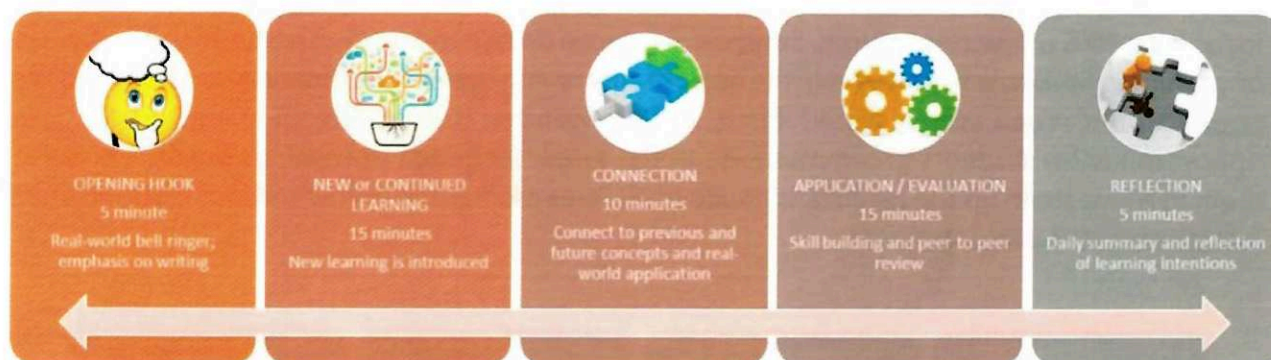 OPENING HOOK
5 minute
Real-world bell ringer,
emphasis on writing
NEW or CONTINUED
LEARNING
15 minutes
New learning is introduced
CONNECTION
10 minutes
Connect to previous and
future concepts and real-
world application
APPLICATION / EVALUATION
15 minutes
Skill building and peer to peer
review
REFLECTION
5 minutes
Daily summary and reflection
of learning intentions